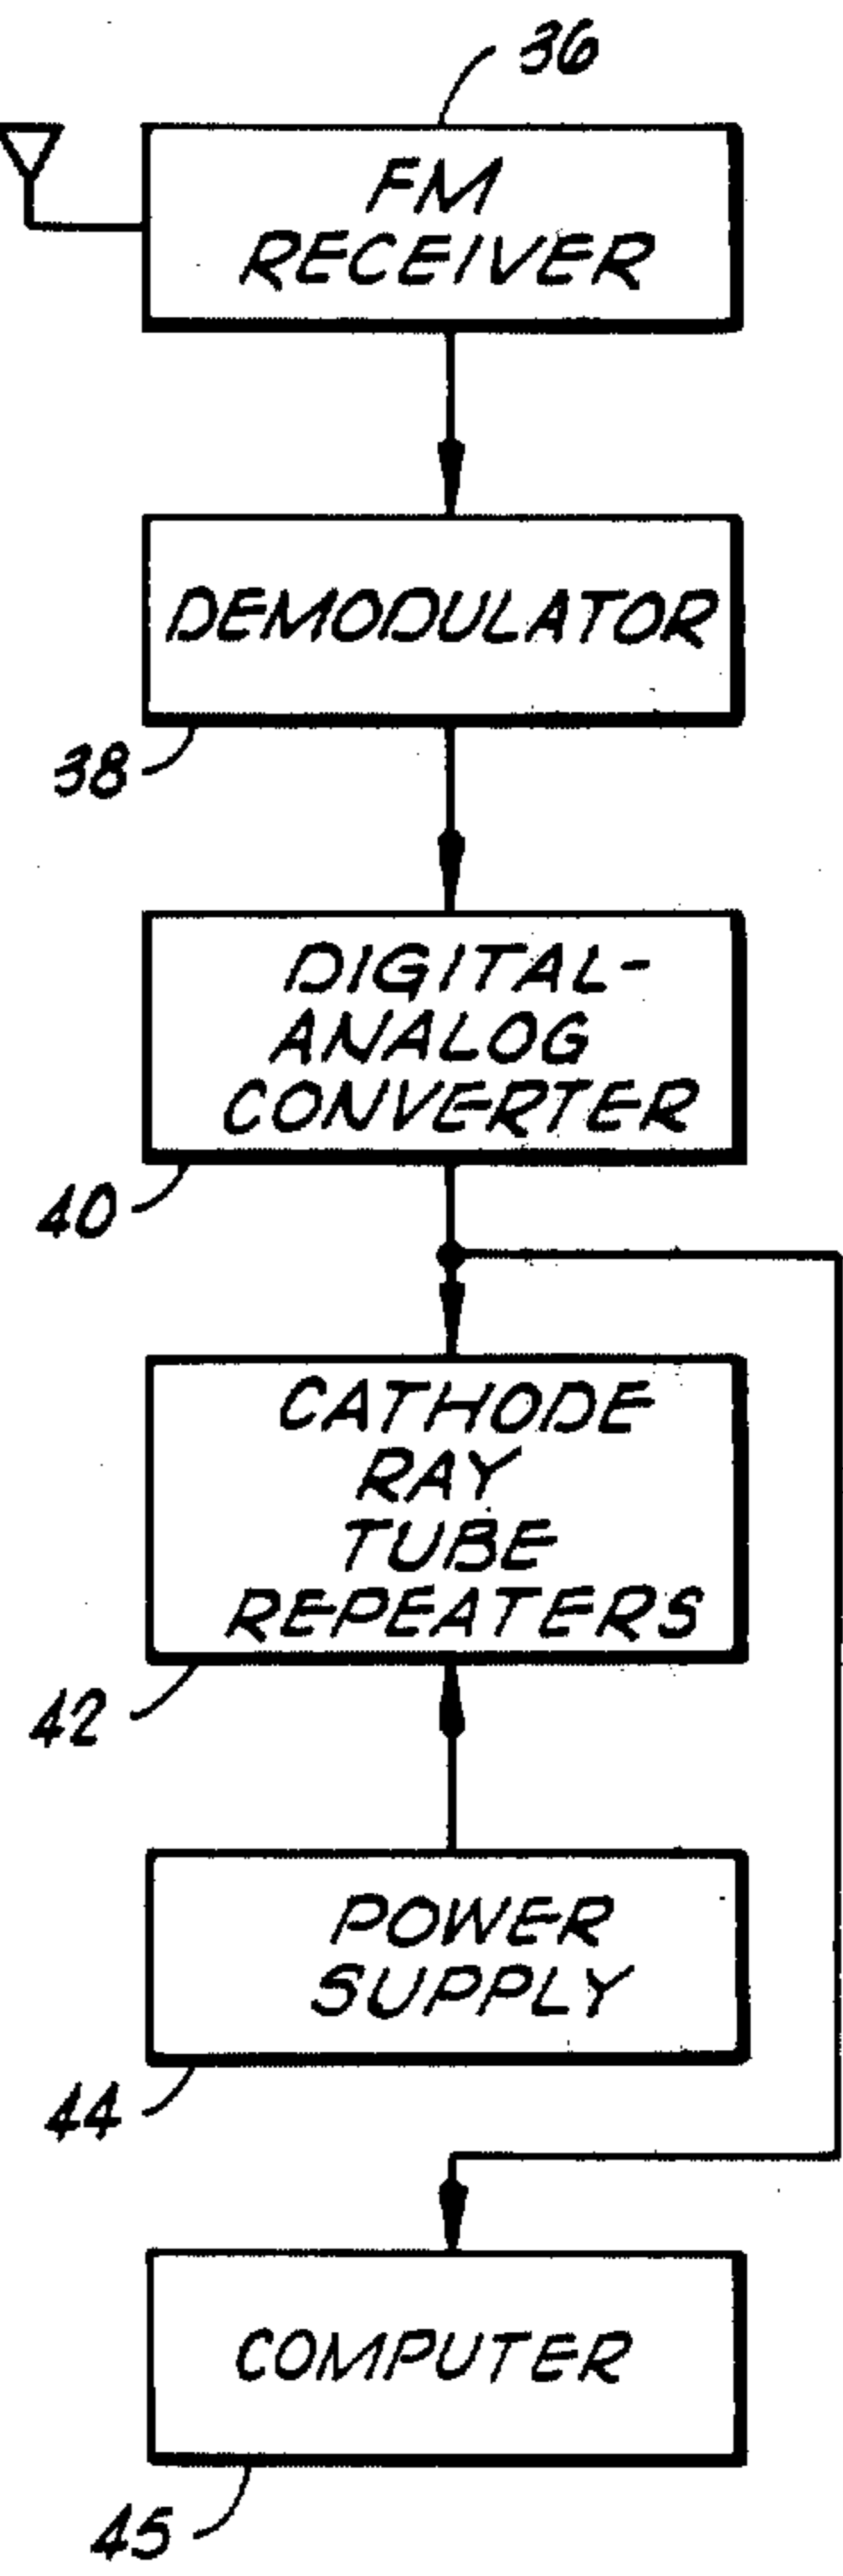 36
FM
RECEIVER
DEMODULATOR
38
DIGITAL-
ANALOG
CONVERTER
40
CATHODE
RAY
TUBE
REPEATERS
42
POWER
SUPPLY
44
COMPUTER
45